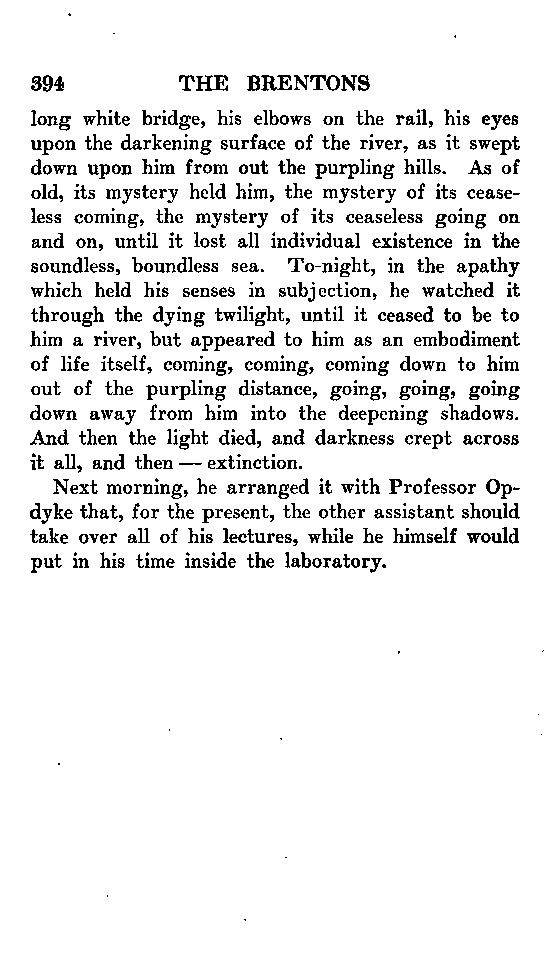 394 THE BRENTONS
long white bridge, his elbows on the rail, his eyes
upon the darkening surface of the river, as it swept
down upon him from out the purpling hills. As of
old, its mystery held him, the mystery of its cease-
less coming, the mystery of its ceaseless going on
and on, until it lost all individual existence in the
soundless, boundless sea. To-night, in the apathy
which held his senses in subjection, he watched it
through the dying twilight, until it ceased to be to
him a river, but appeared to him as an embodiment
of life itself, coming, coming, coming down to him
out of the purpling distance, going, going, going
down away from him into the deepening shadows.
And then the light died, and darkness crept across
it all, and then — extinction.
Next morning, he arranged it with Professor Op-
dyke that, for the present, the other assistant should
take over all of his lectures, while he himself would
put in his time inside the laboratory.